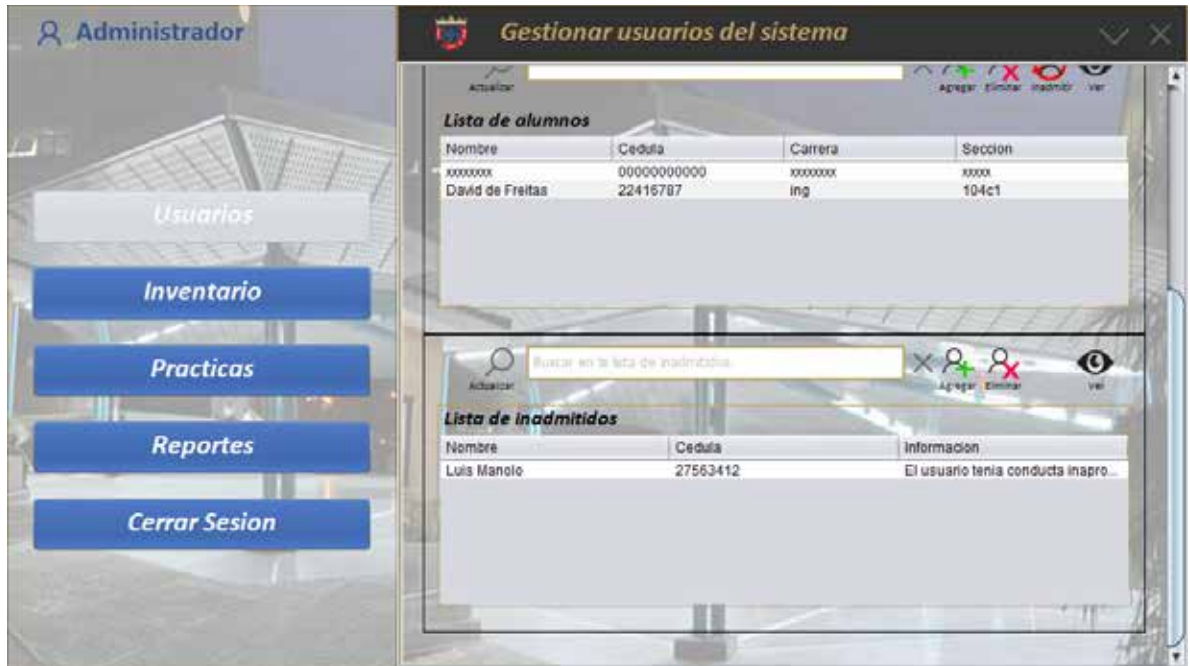 Administrador
Gestionar usuarios del sistema
Actualizar
Agregar Eliminar Inadmitir Ver
Lista de alumnos
Nombre Cedula Carrera Seccion
xxxxxxxx 00000000000 xxxxxxxx xxxxx
David de Freitas 22416787 ing 104c1
Usuarios
Inventario
Practicas
Reportes
Cerrar Sesion
Buscar en la lista de inadmitidos
Actualizar
Agregar Eliminar Ver
Lista de inadmitidos
Nombre Cedula Informacion
Luis Manolo 27563412 El usuario tenia conducta inapro...